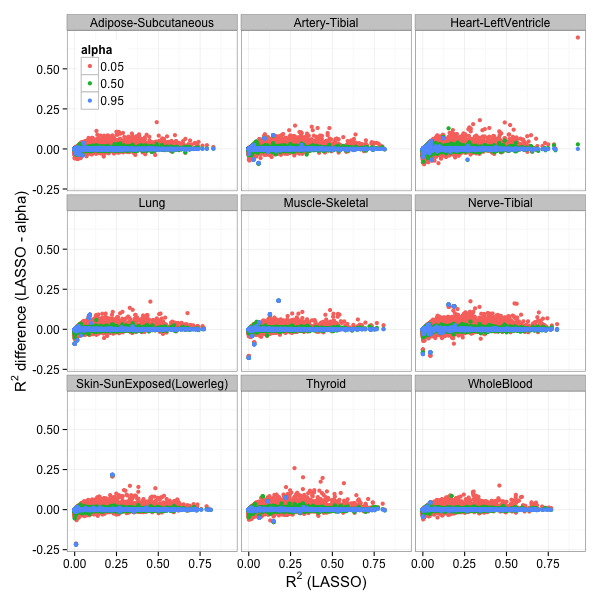 Adipose-Subcutaneous Artery-Tibial Heart-LeftVentricle
alpha
0.05
0.50
0.95
0.50
0.25
0.00
-0.25
Lung Muscle-Skeletal Nerve-Tibial
0.50
0.25
0.00
-0.25
Skin-SunExposed(Lowerleg) Thyroid WholeBlood
0.50
0.25
0.00
-0.25
0.00 0.25 0.50 0.75 0.00 0.25 0.50 0.75 0.00 0.25 0.50 0.75
R² (LASSO)
R² difference (LASSO - alpha)